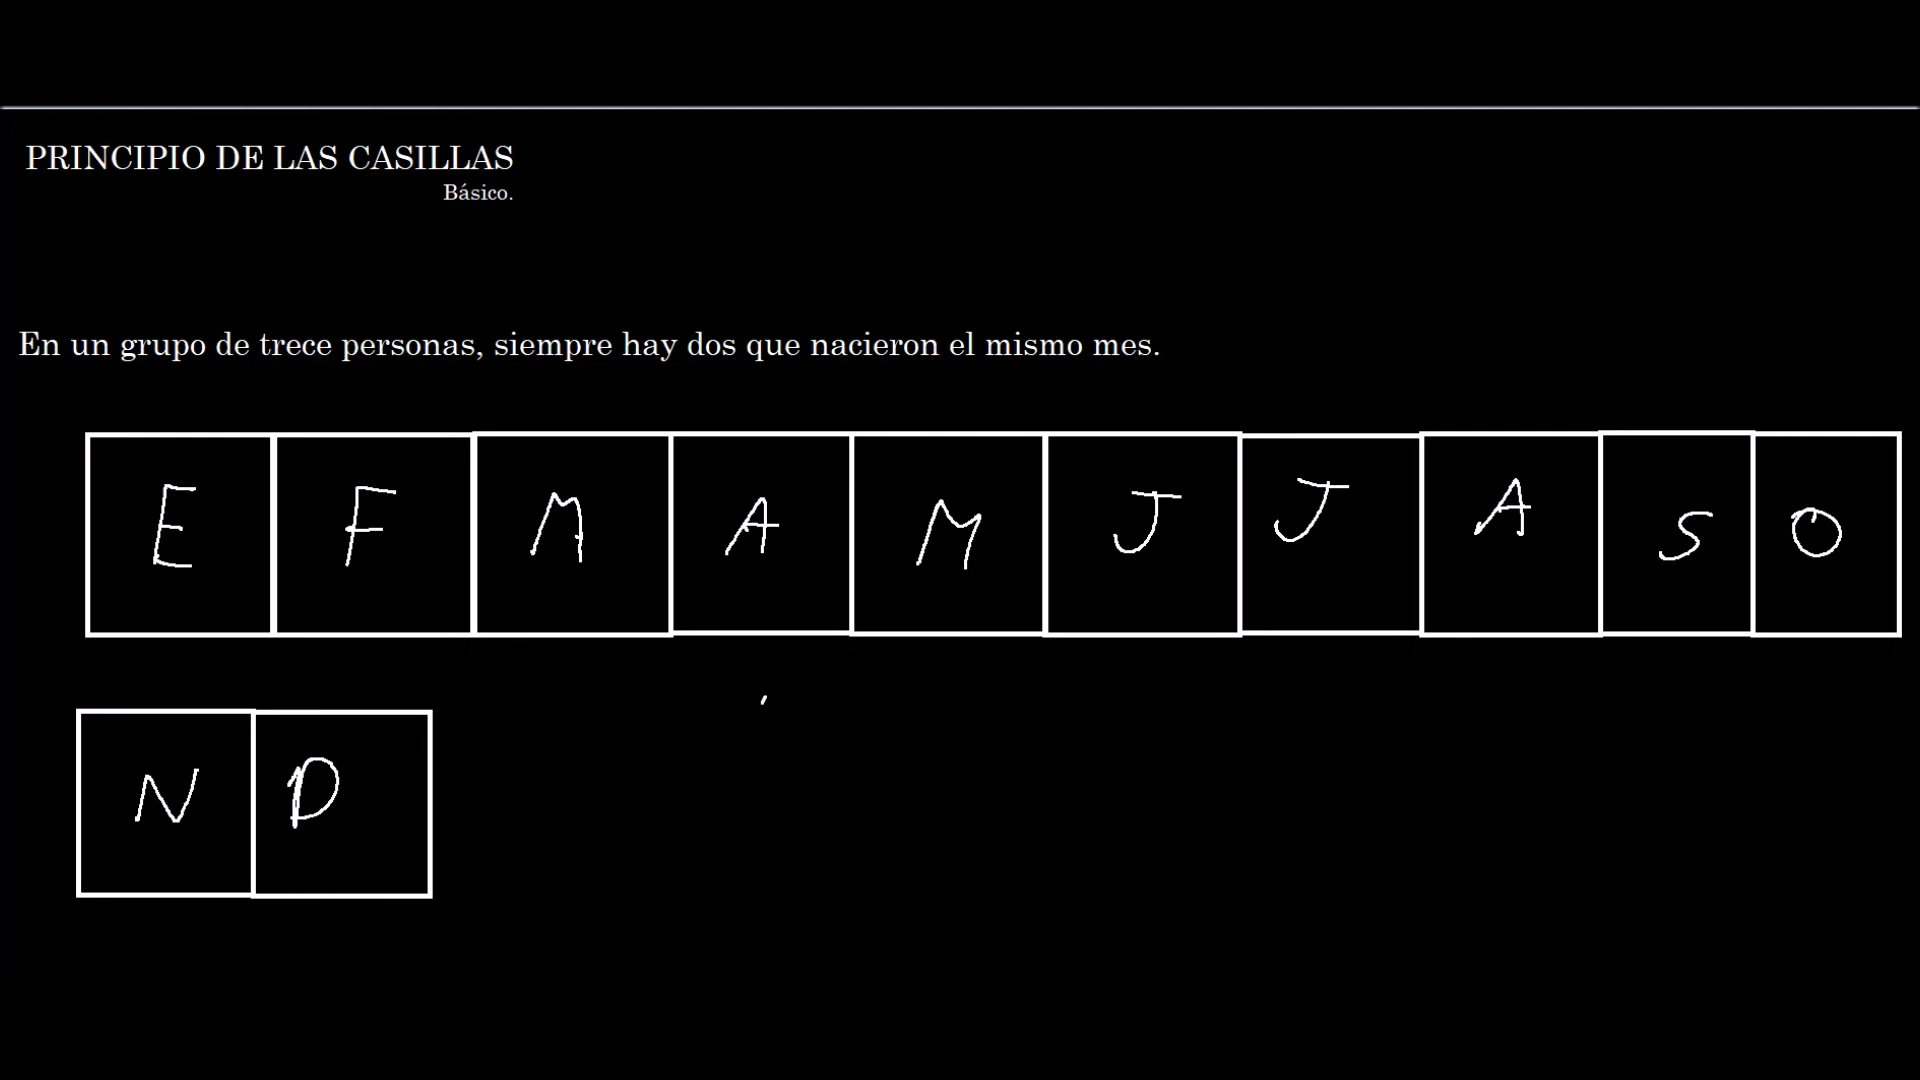 PRINCIPIO DE LAS CASILLAS
Básico.
En un grupo de trece personas, siempre hay dos que nacieron el mismo mes.
E F M A M J J A S O
N D